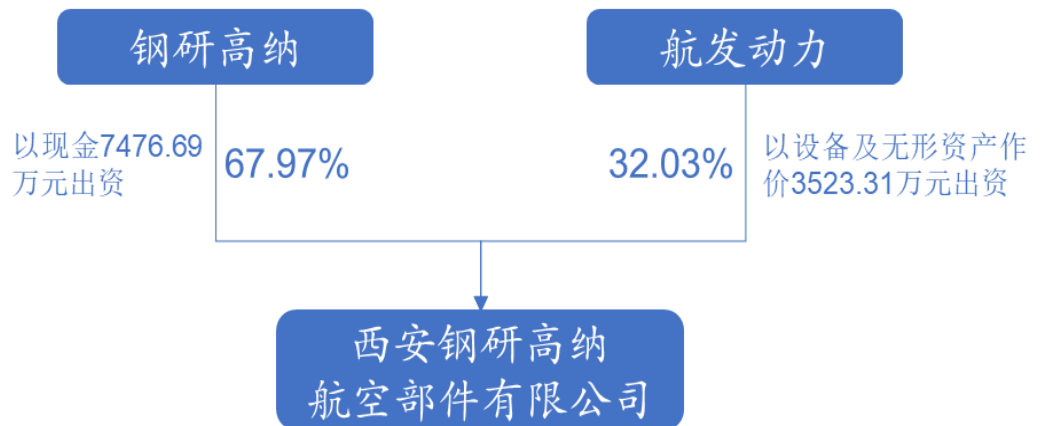 钢研高纳
航发动力
以现金7476.69
万元出资
67.97%
32.03%
以设备及无形资产作
价3523.31万元出资
西安钢研高纳
航空部件有限公司